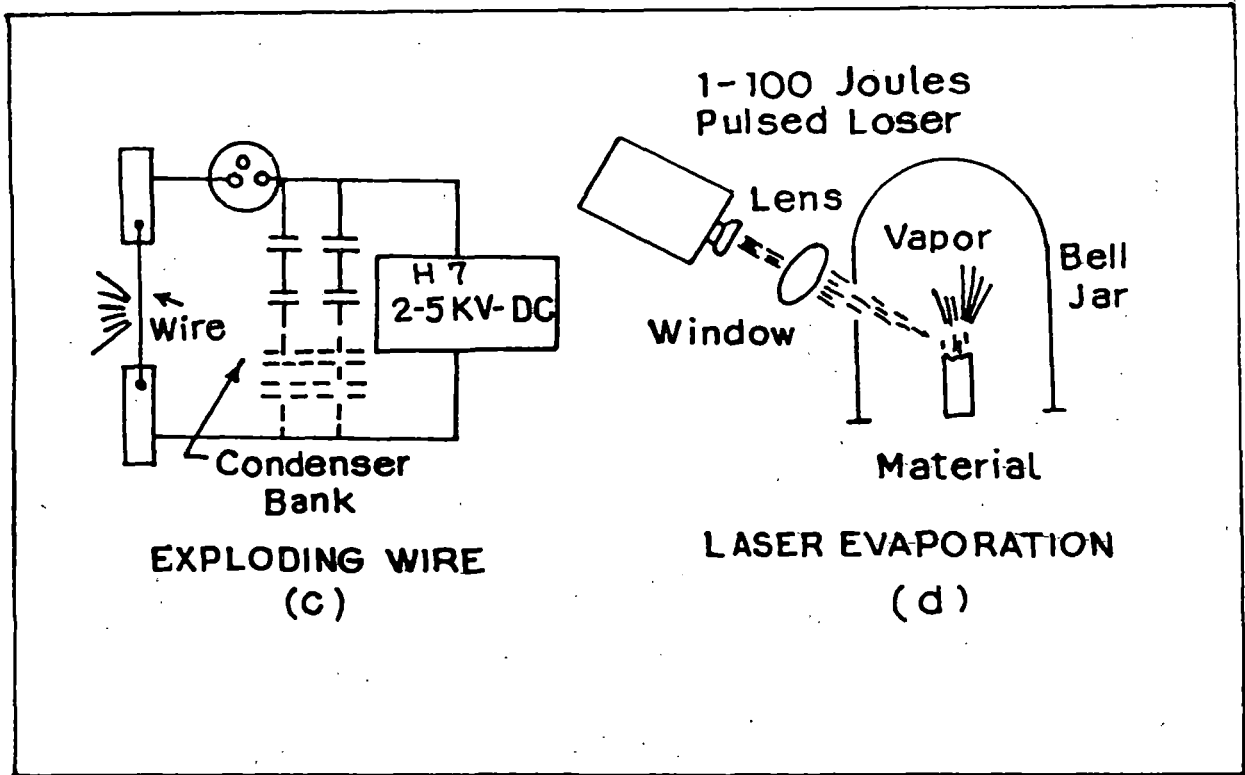 H 7
2-5 KV-DC
Wire
Condenser
Bank
EXPLODING WIRE
(c)
1-100 Joules
Pulsed Loser
Lens
Vapor
Bell
Jar
Window
Material
LASER EVAPORATION
(d)